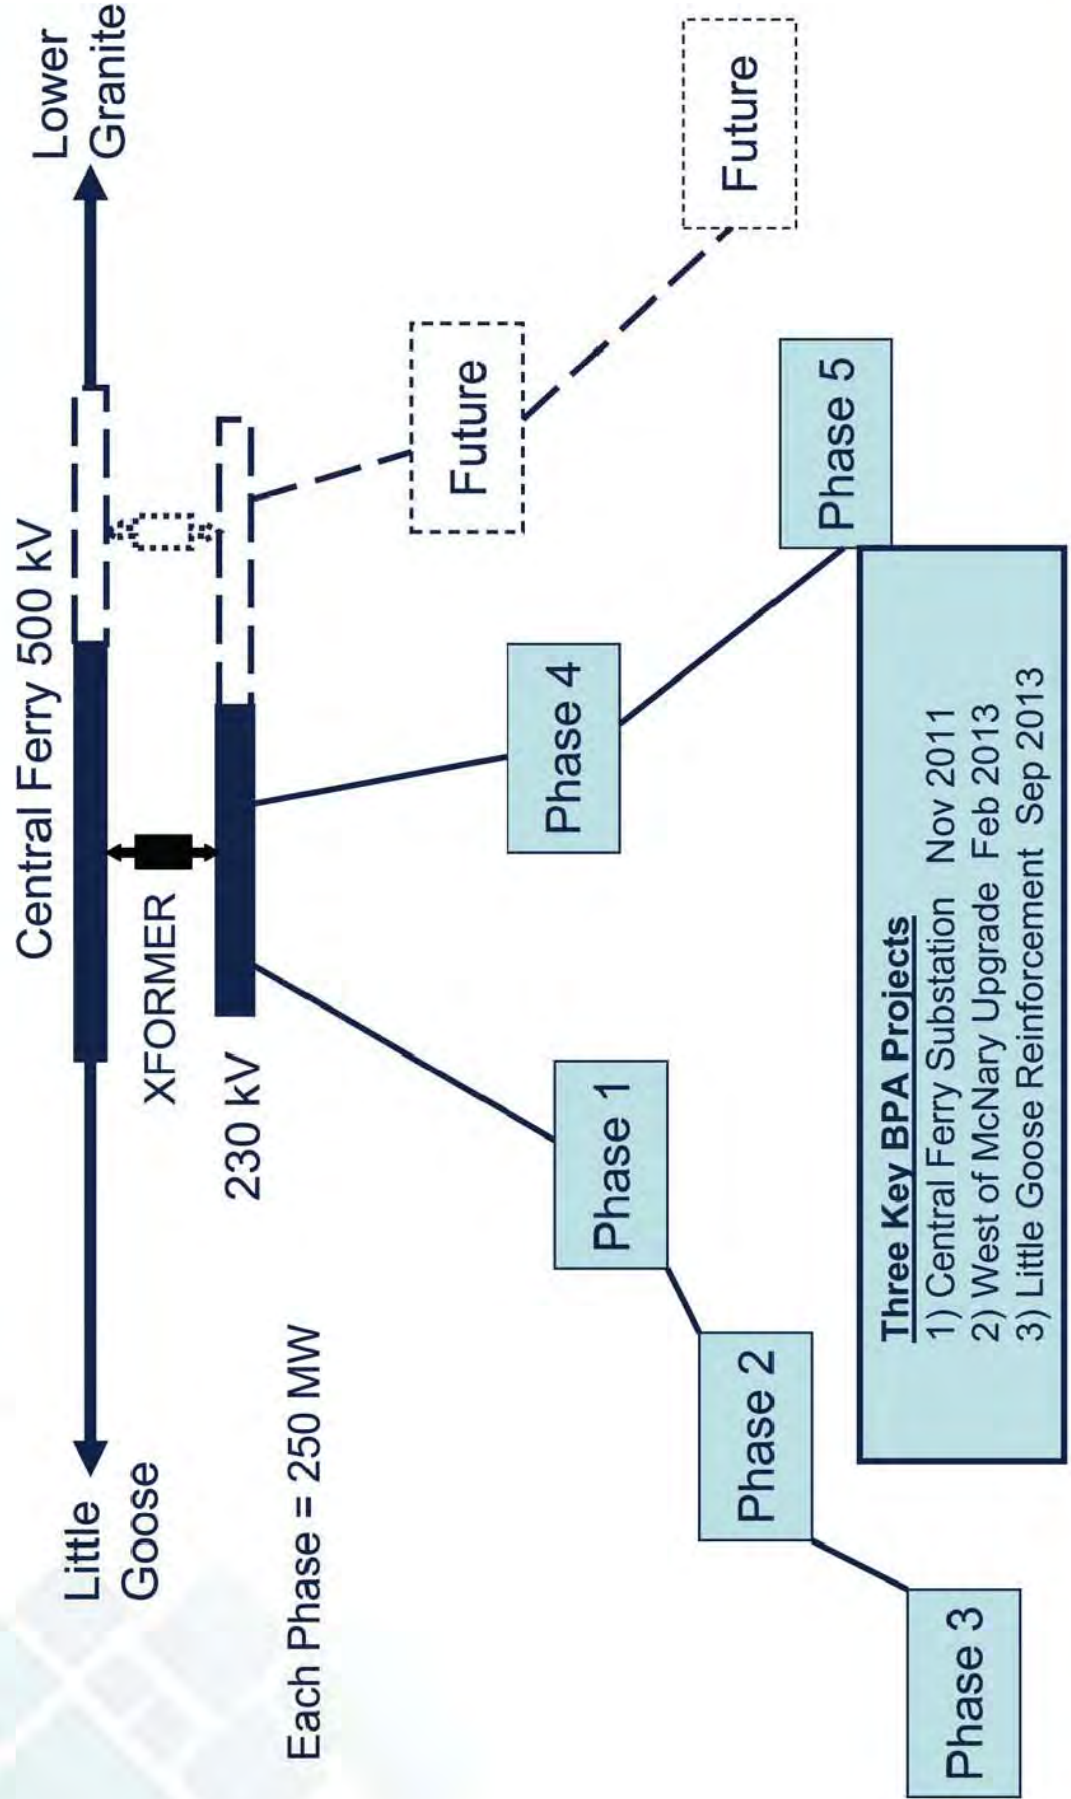 Central Ferry 500 kV
Lower
Granite
Little
Goose
XFORMER
230 kV
Each Phase = 250 MW
Future
Future
Phase 1
Phase 4
Phase 2
Phase 5
Phase 3
Three Key BPA Projects
1) Central Ferry Substation Nov 2011
2) West of McNary Upgrade Feb 2013
3) Little Goose Reinforcement Sep 2013